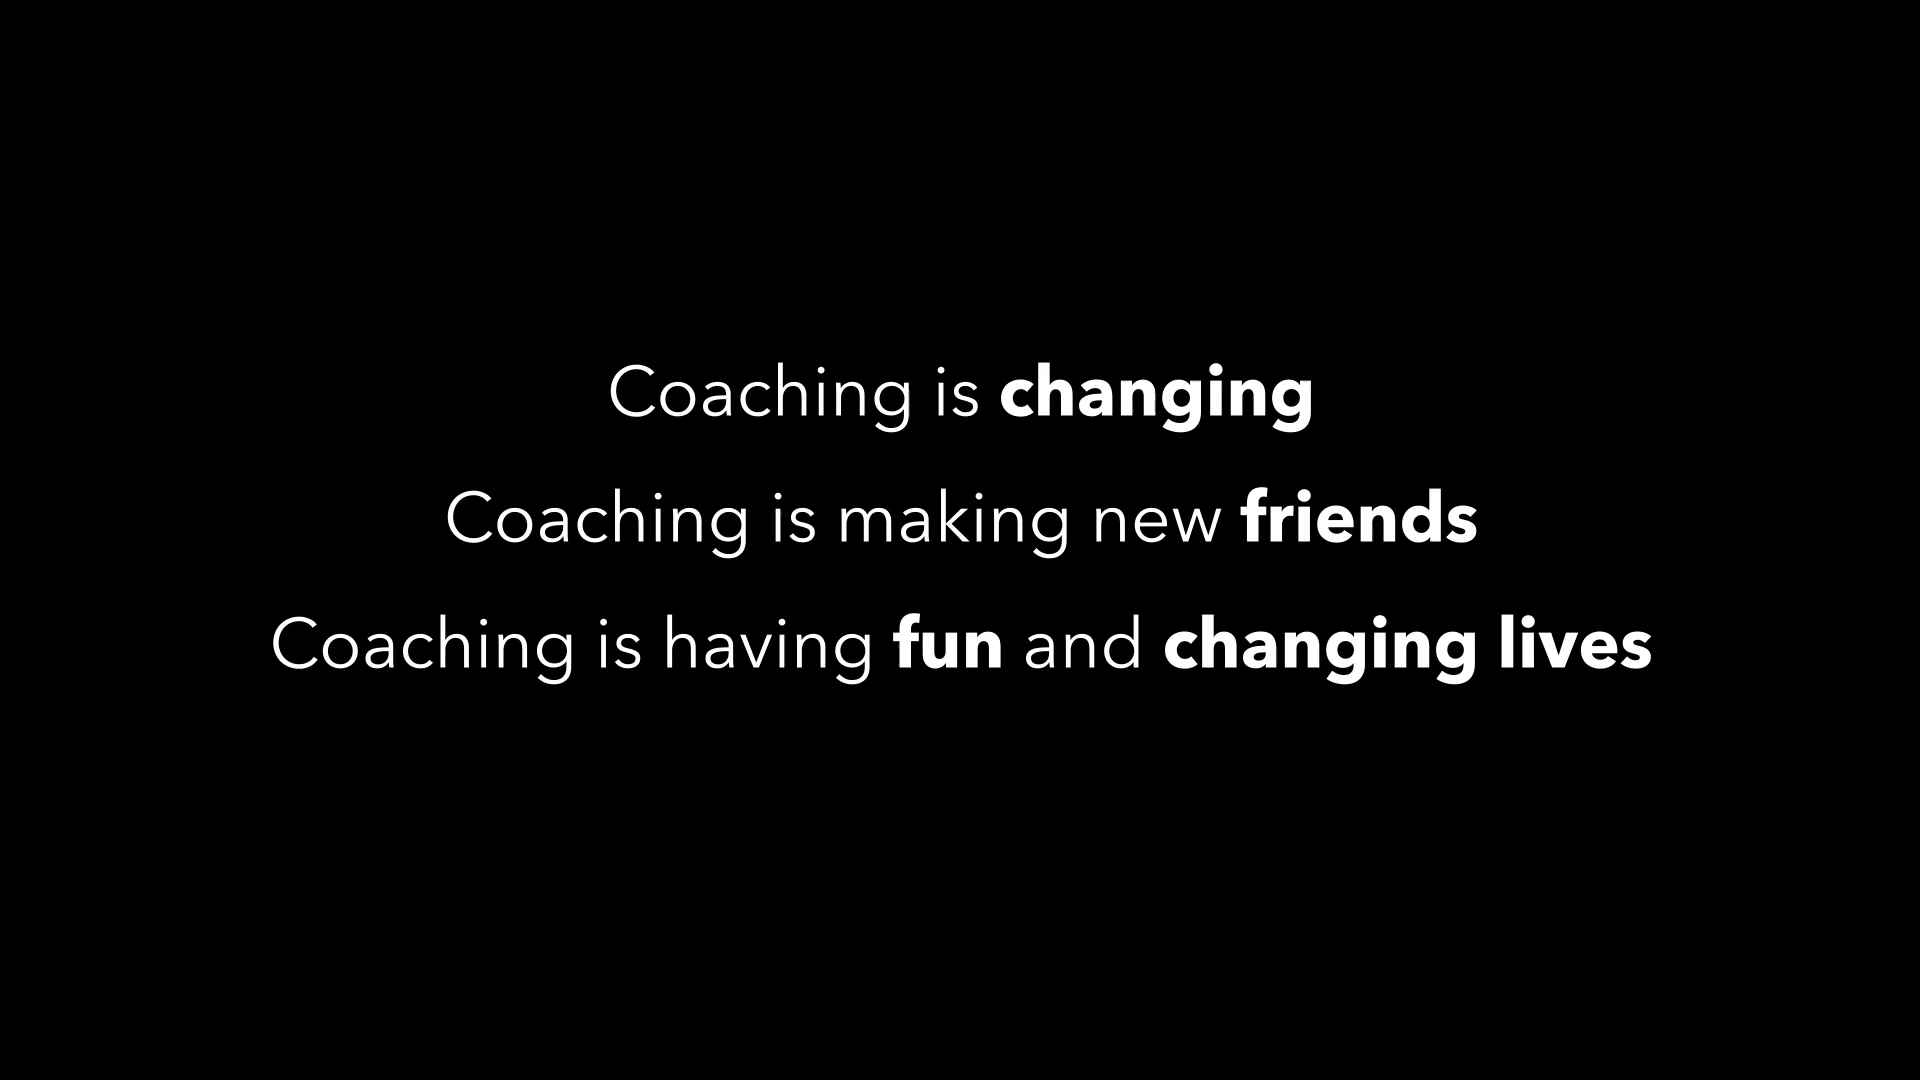 Coaching is changing
Coaching is making new friends
Coaching is having fun and changing lives